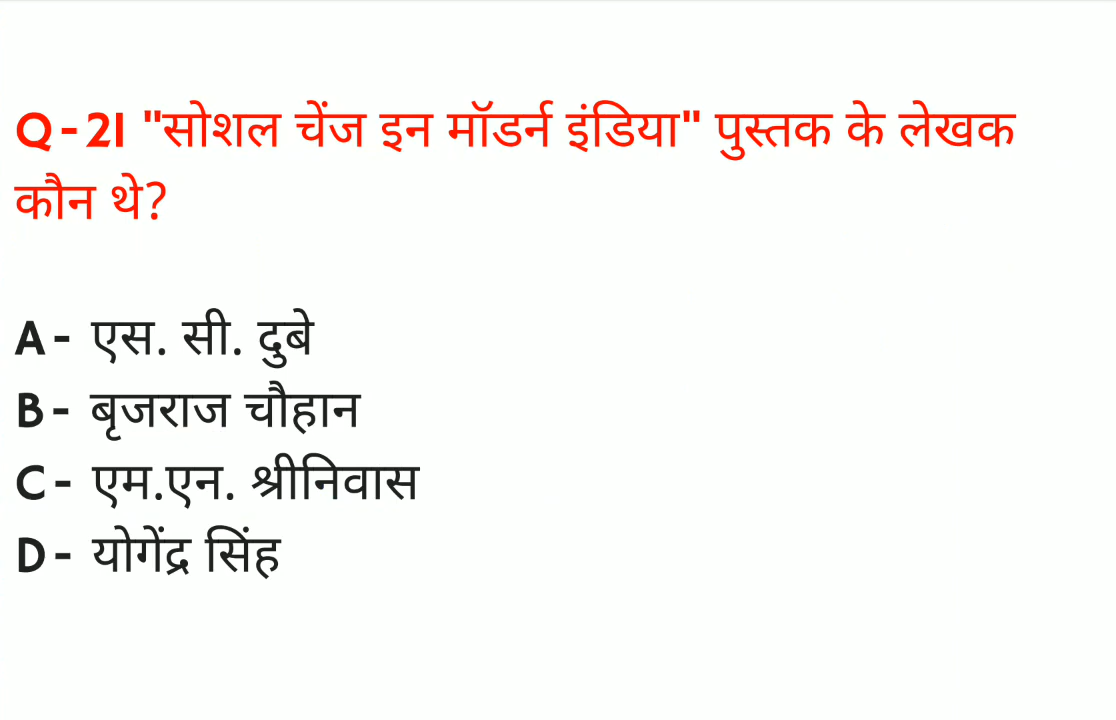 Q-21 "सोशल चेंज इन मॉडर्न इंडिया" पुस्तक के लेखक
कौन थे?
A- एस. सी. दुबे
B- बृजराज चौहान
C- एम.एन. श्रीनिवास
D- योगेंद्र सिंह